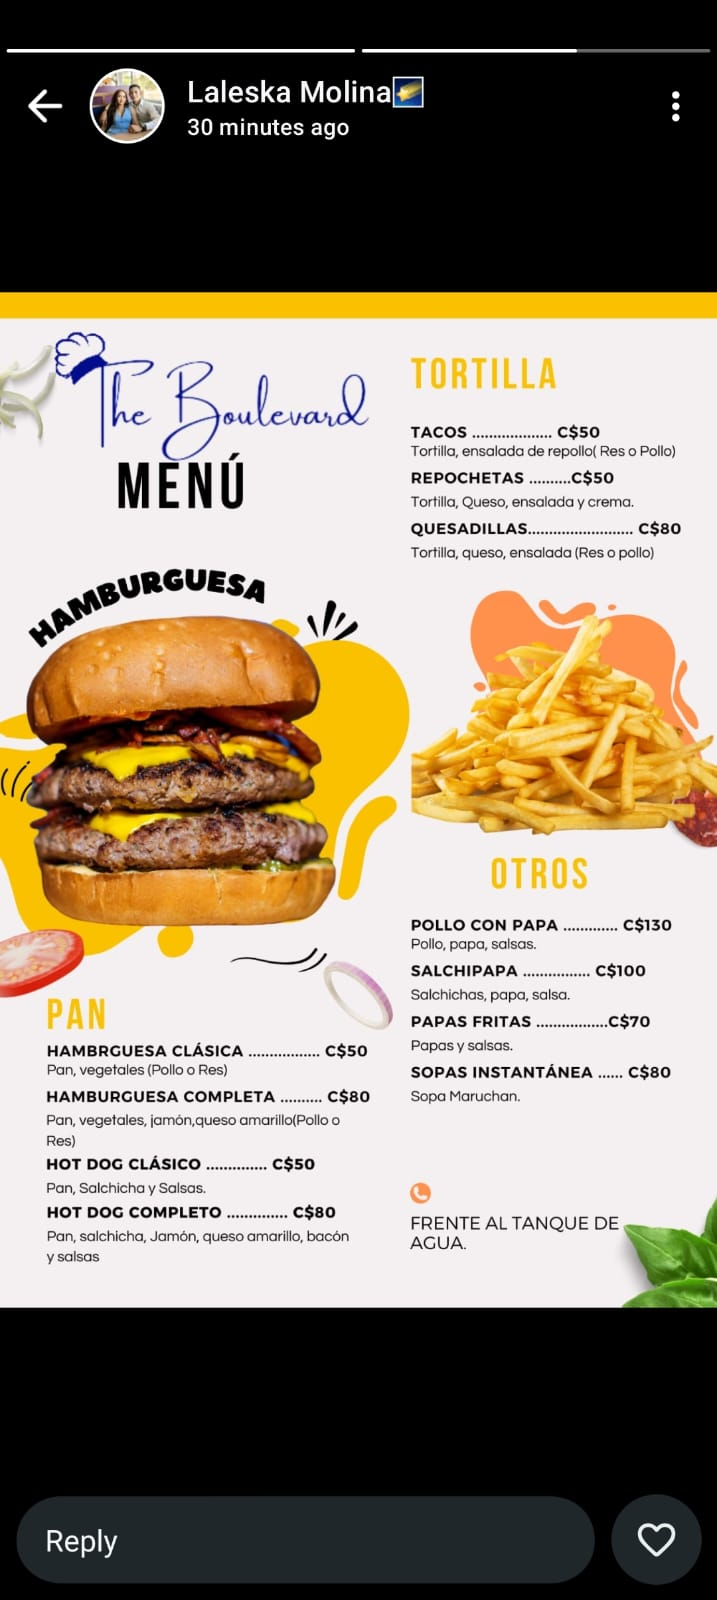 Laleska Molina
30 minutes ago
The Boulevard
MENÚ
HAMBURGUESA
PAN
HAMBRGUESA CLÁSICA ................. C$50
Pan, vegetales (Pollo o Res)
HAMBURGUESA COMPLETA .......... C$80
Pan, vegetales, jamón,queso amarillo(Pollo o
Res)
HOT DOG CLÁSICO ............. C$50
Pan, Salchicha y Salsas.
HOT DOG COMPLETO ............. C$80
Pan, salchicha, Jamón, queso amarillo, bacón
y salsas
TORTILLA
TACOS ................... C$50
Tortilla, ensalada de repollo( Res o Pollo)
REPOCHETAS ..........C$50
Tortilla, Queso, ensalada y crema.
QUESADILLAS......................... C$80
Tortilla, queso, ensalada (Res o pollo)
OTROS
POLLO CON PAPA ............. C$130
Pollo, papa, salsas.
SALCHIPAPA ................ C$100
Salchichas, papa, salsa.
PAPAS FRITAS .................C$70
Papas y salsas.
SOPAS INSTANTÁNEA ...... C$80
Sopa Maruchan.
FRENTE AL TANQUE DE
AGUA.
Reply